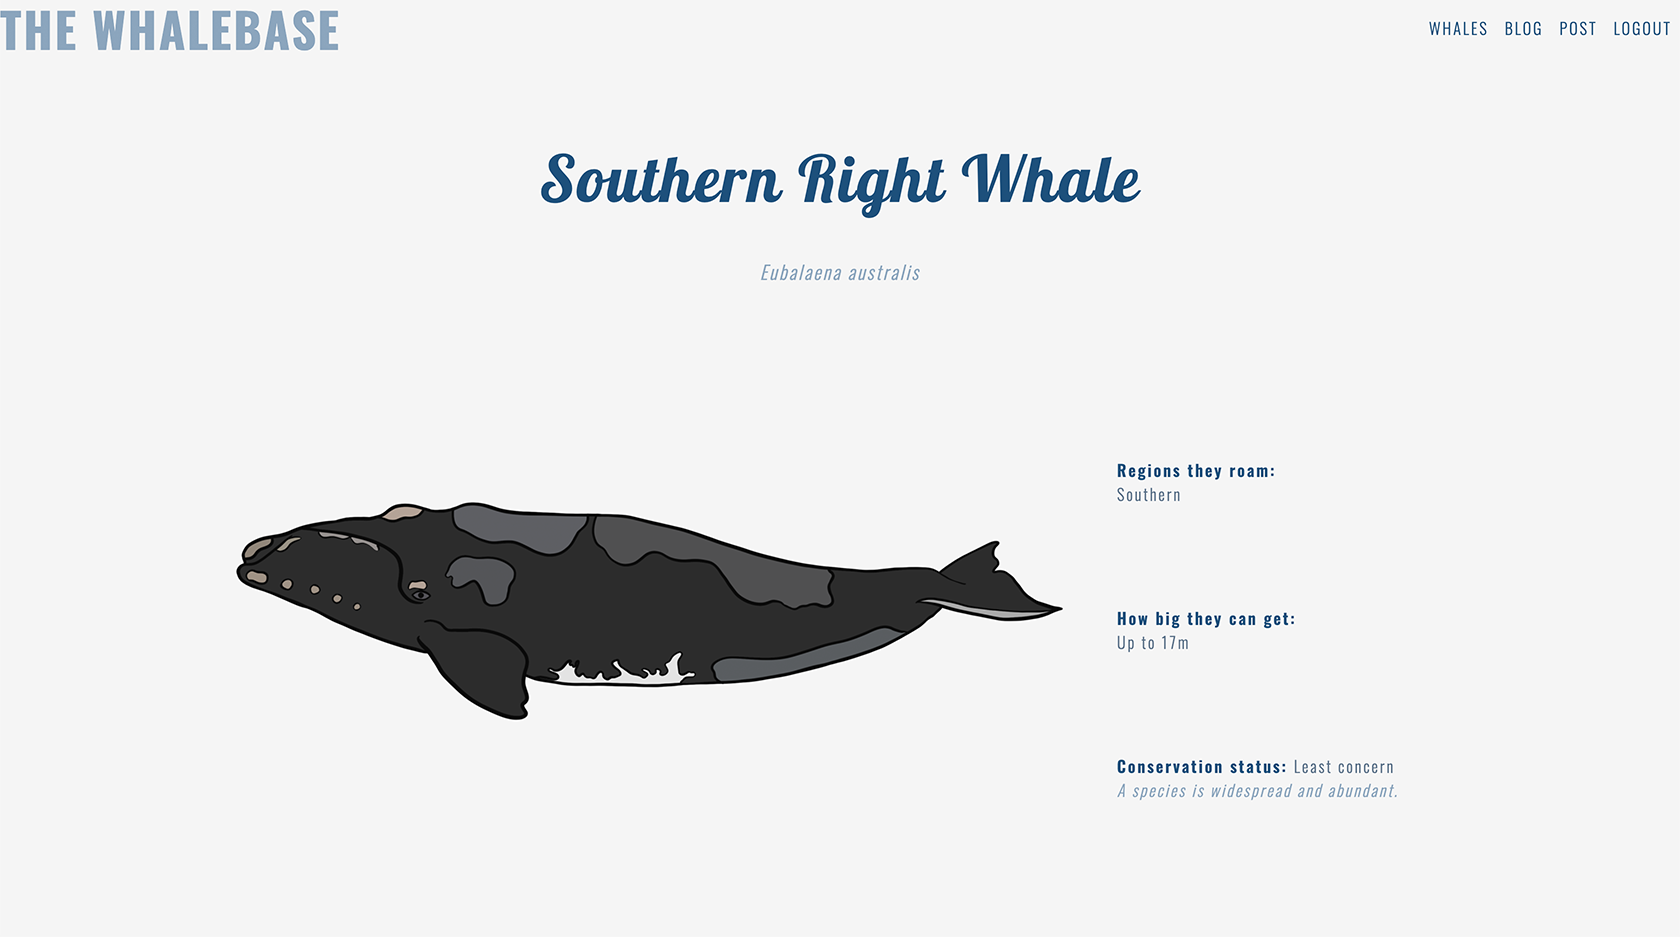 THE WHALEBASE
WHALES BLOG POST LOGOUT
Southern Right Whale
Eubalaena australis
Regions they roam:
Southern
How big they can get:
Up to 17m
Conservation status: Least concern
A species is widespread and abundant.